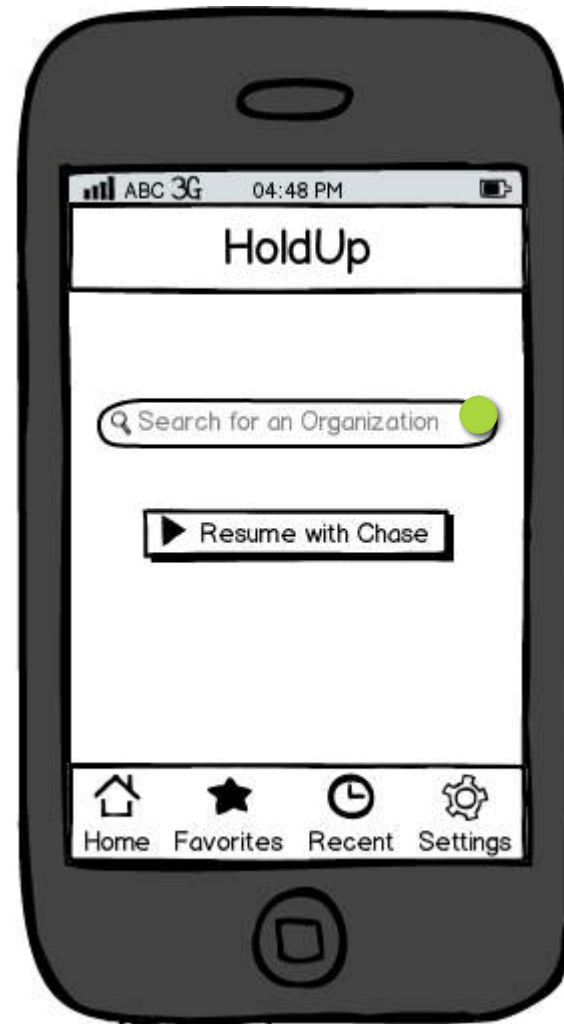 ABC 3G 04:48 PM
HoldUp
Search for an Organization
Resume with Chase
Home Favorites Recent Settings